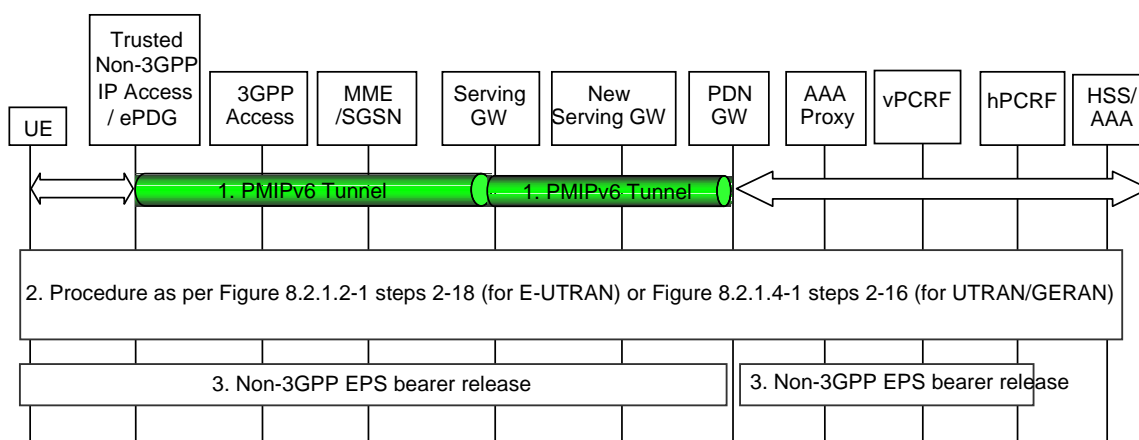 UE
Trusted
Non-3GPP
IP Access
/ ePDG
3GPP
Access
MME
/SGSN
Serving
GW
New
Serving GW
PDN
GW
AAA
Proxy
vPCRF
hPCRF
HSS/
AAA
1. PMIPv6 Tunnel
1. PMIPv6 Tunnel
2. Procedure as per Figure 8.2.1.2-1 steps 2-18 (for E-UTRAN) or Figure 8.2.1.4-1 steps 2-16 (for UTRAN/GERAN)
3. Non-3GPP EPS bearer release
3. Non-3GPP EPS bearer release